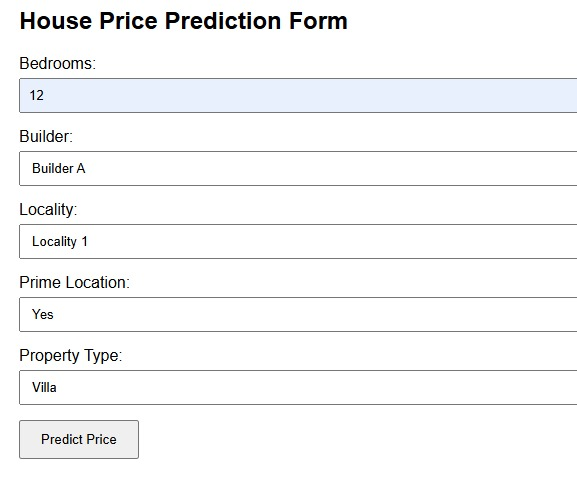 House Price Prediction Form
Bedrooms:
12
Builder:
Builder A
Locality:
Locality 1
Prime Location:
Yes
Property Type:
Villa
Predict Price